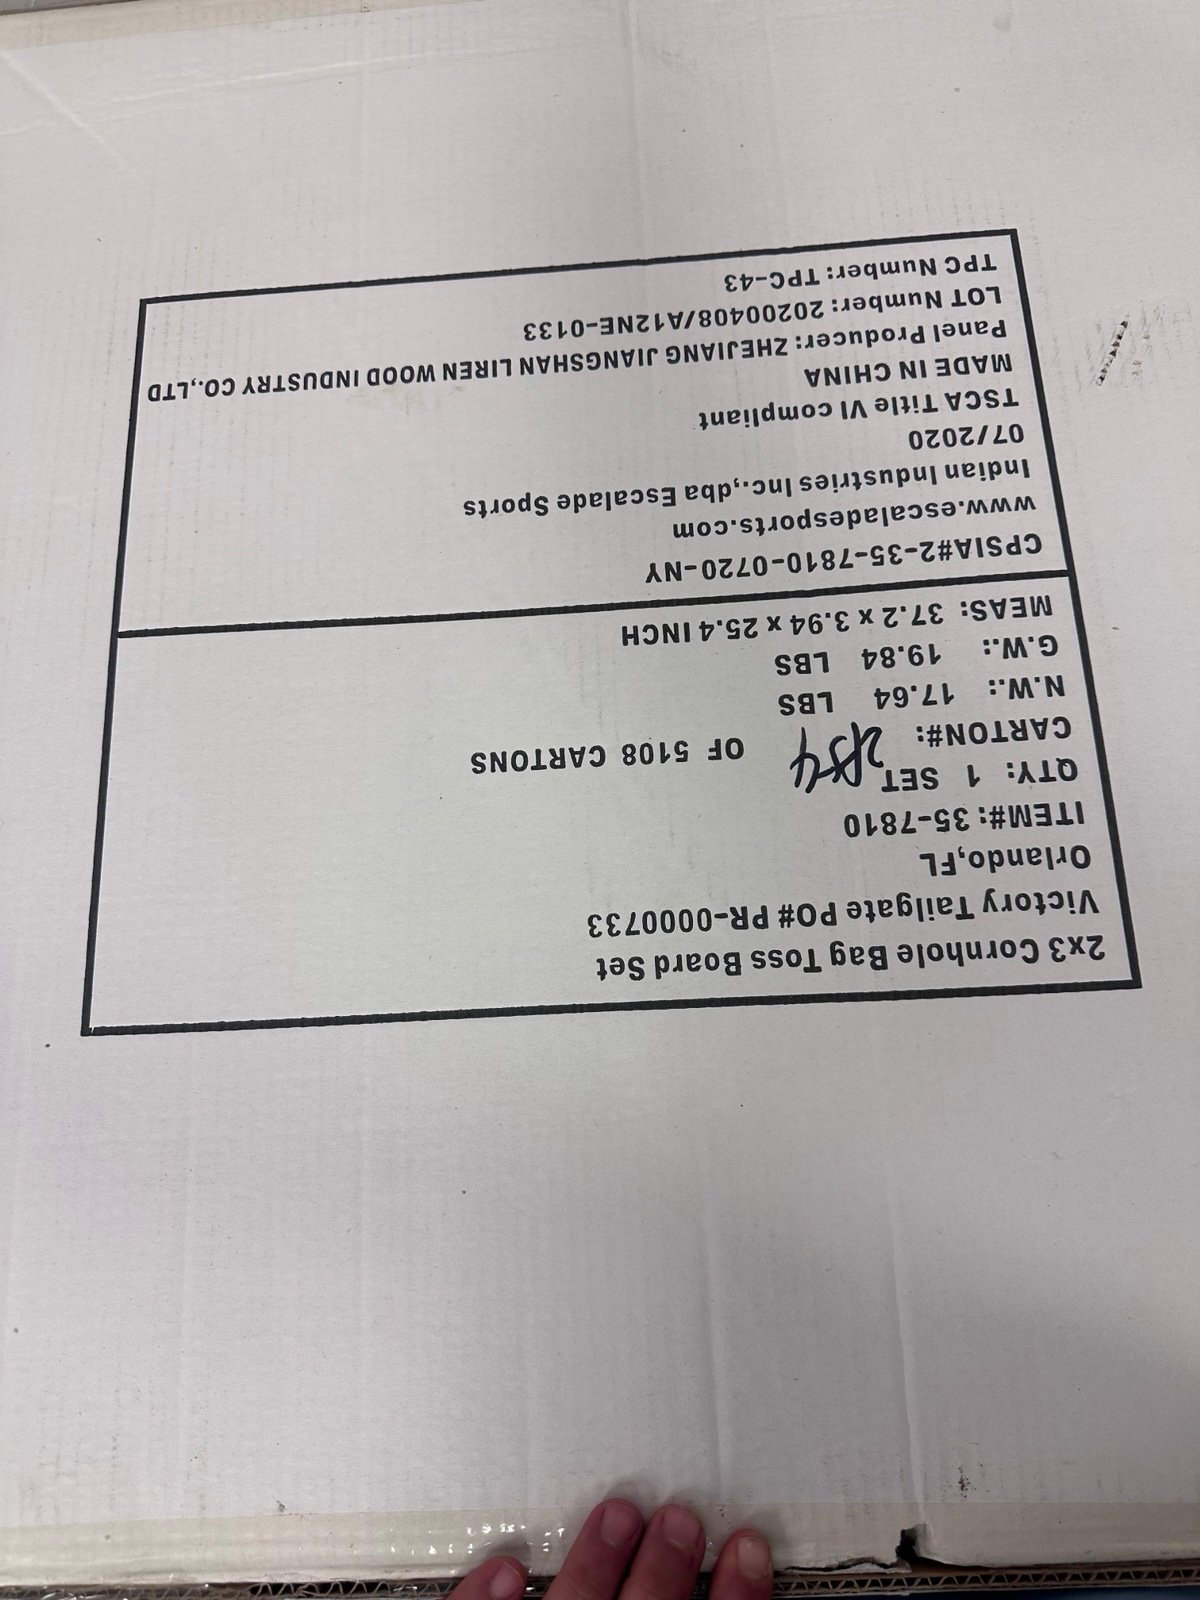 2x3 Cornhole Bag Toss Board Set
Victory Tailgate PO# PR-0000733
Orlando,FL
ITEM#: 35-7810
QTY: 1 SET
CARTON#: OF 5108 CARTONS
N.W.: 17.64 LBS
G.W.: 19.84 LBS
MEAS: 37.2 x 3.94 x 25.4 INCH
CPSIA#2-35-7810-0720-NY
www.escaladesports.com
Indian Industries Inc.,dba Escalade Sports
07/2020
TSCA Title VI compliant
MADE IN CHINA
Panel Producer: ZHEJIANG JIANGSHAN LIREN WOOD INDUSTRY CO.,LTD
LOT Number: 20200408/A12NE-0133
TPC Number: TPC-43